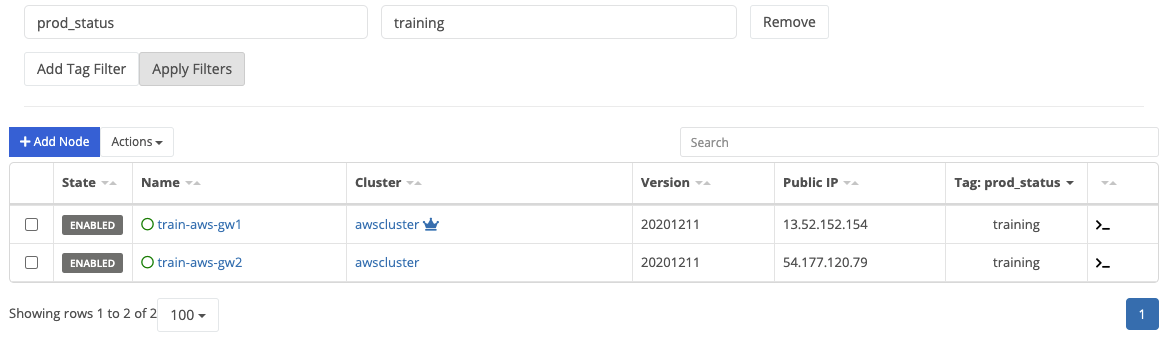 prod_status training Remove
Add Tag Filter Apply Filters
Add Node Actions Search
State Name Cluster Version Public IP Tag: prod_status
ENABLED train-aws-gw1 awscluster 20201211 13.52.152.154 training
ENABLED train-aws-gw2 awscluster 20201211 54.177.120.79 training
Showing rows 1 to 2 of 2 100 1